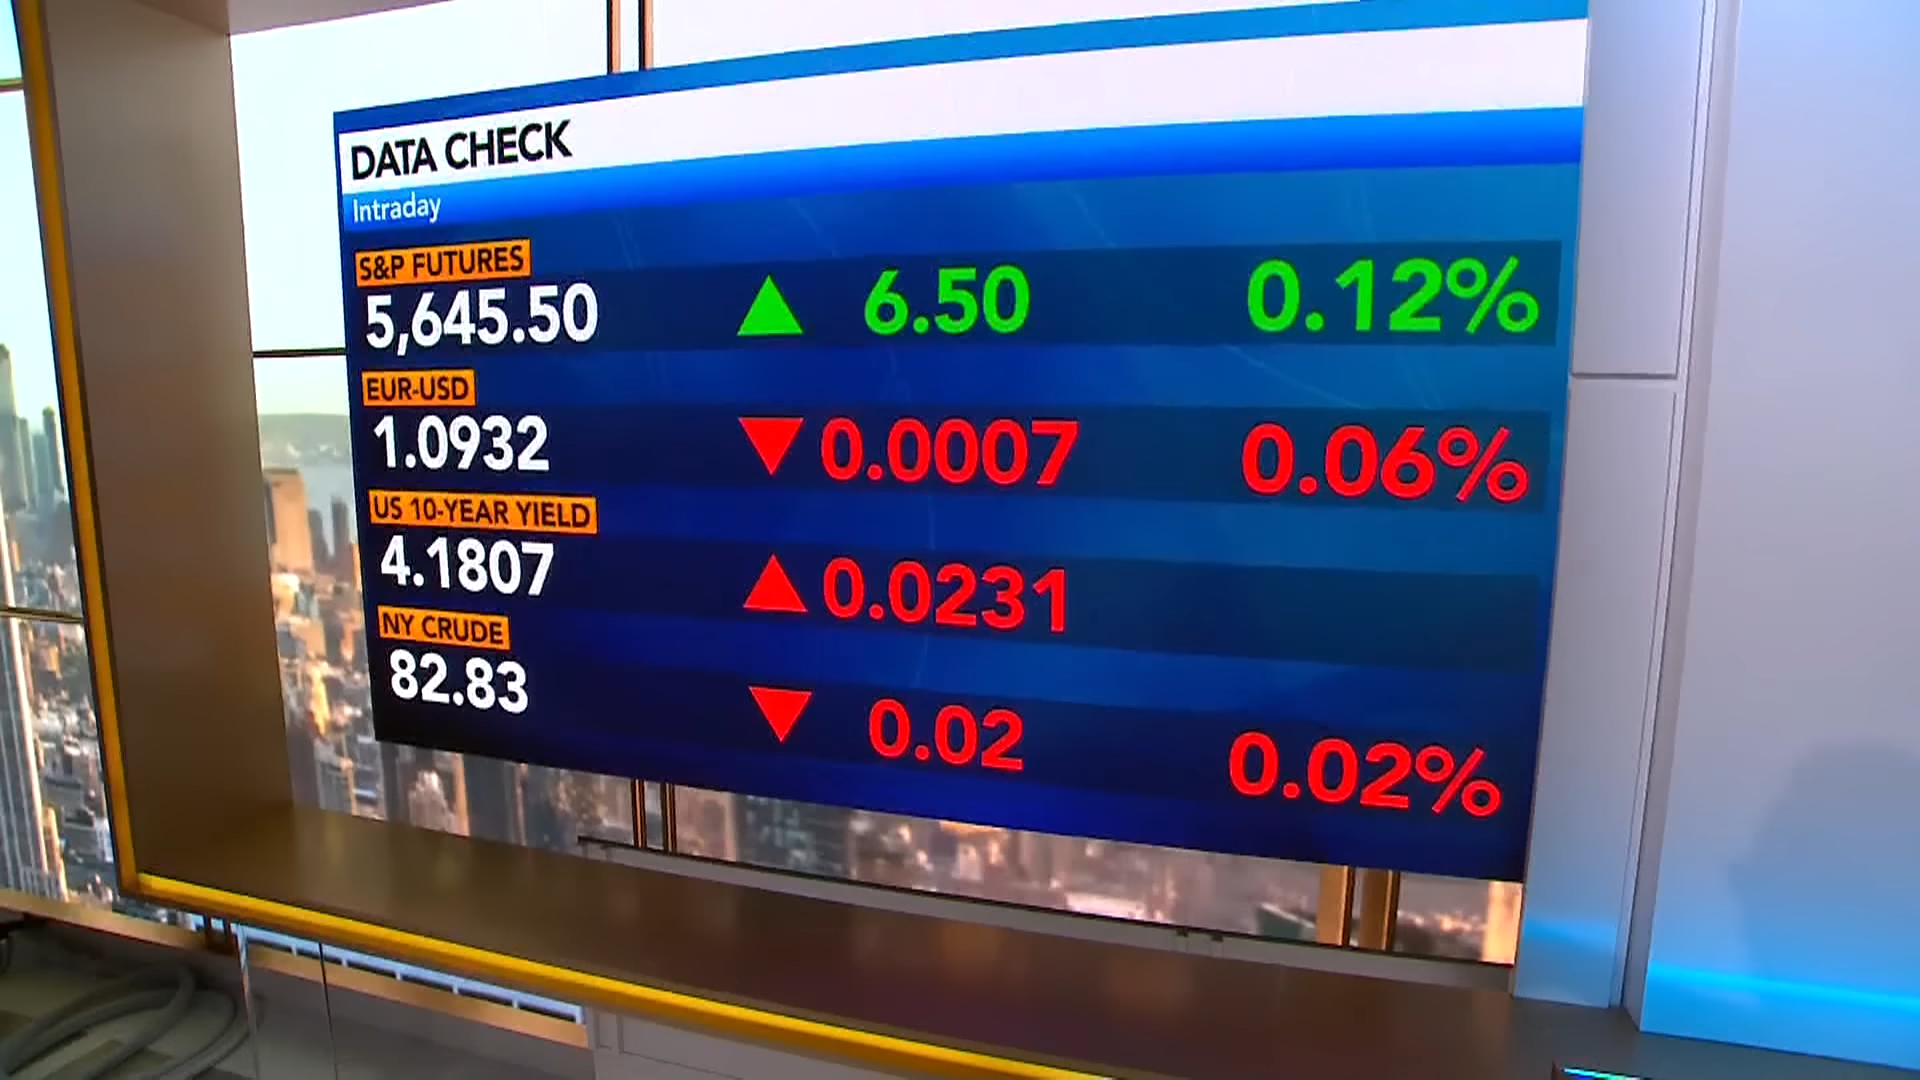 DATA CHECK
Intraday
S&P FUTURES
5,645.50 ▲ 6.50 0.12%
EUR-USD
1.0932 ▼ 0.0007 0.06%
US 10-YEAR YIELD
4.1807 ▲ 0.0231
NY CRUDE
82.83 ▼ 0.02 0.02%